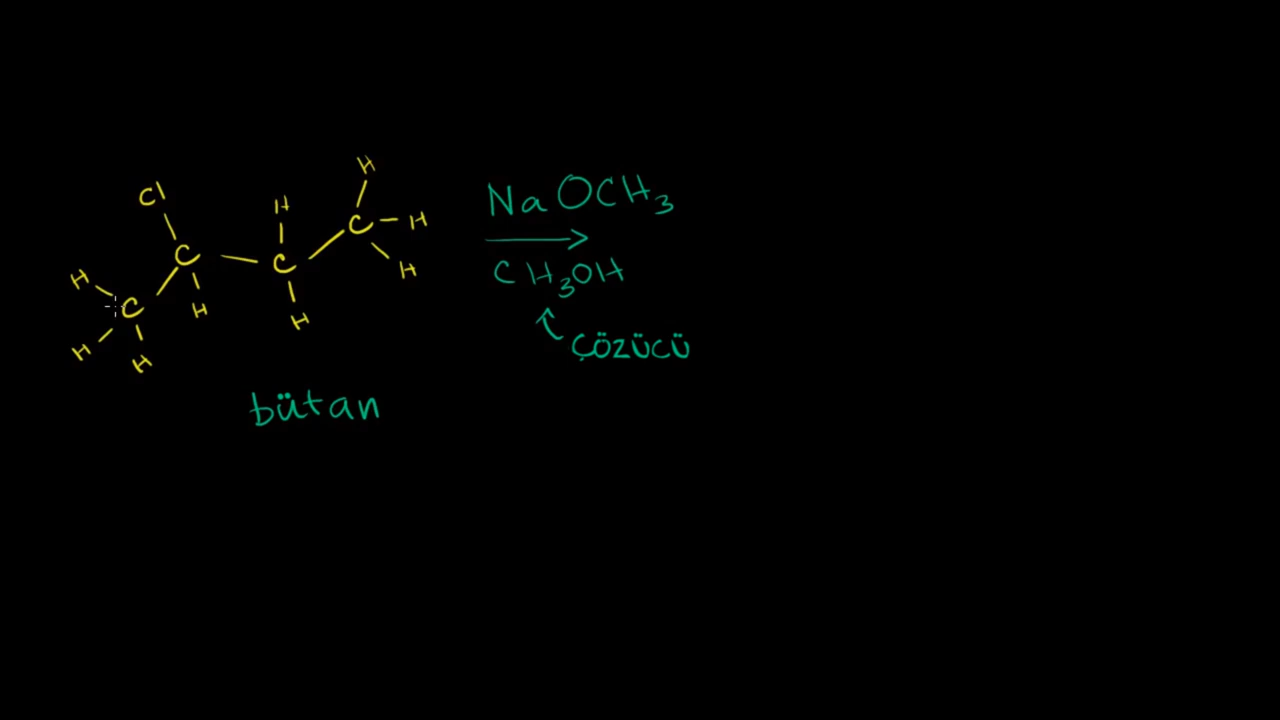 H
Cl H H
C C C H
H C H H H
H H
NaOCH₃
CH₃OH
çözücü
bütan